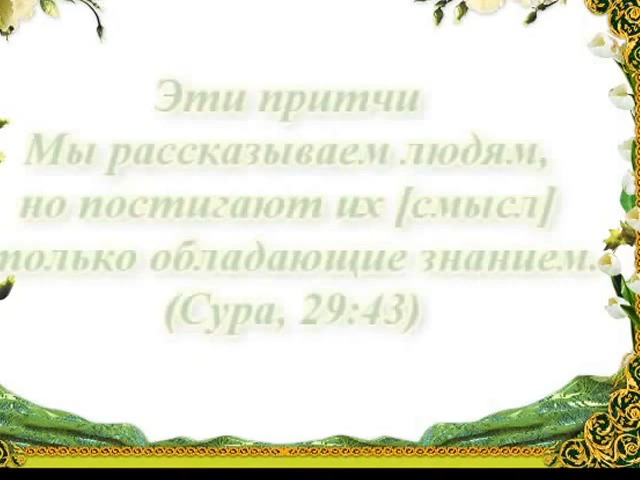 Эти притчи
Мы рассказываем людям,
но постигают их [смысл]
только обладающие знанием.
(Сура, 29:43)